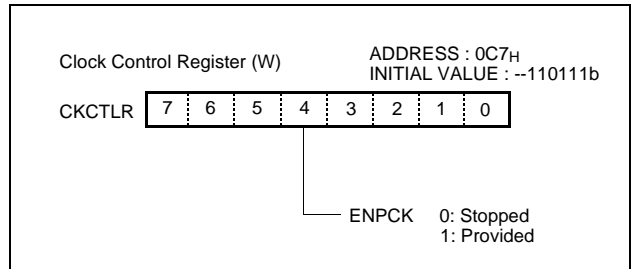 Clock Control Register (W)
ADDRESS : 0C7H
INITIAL VALUE : --110111b
CKCTLR 7 6 5 4 3 2 1 0
ENPCK 0: Stopped
1: Provided